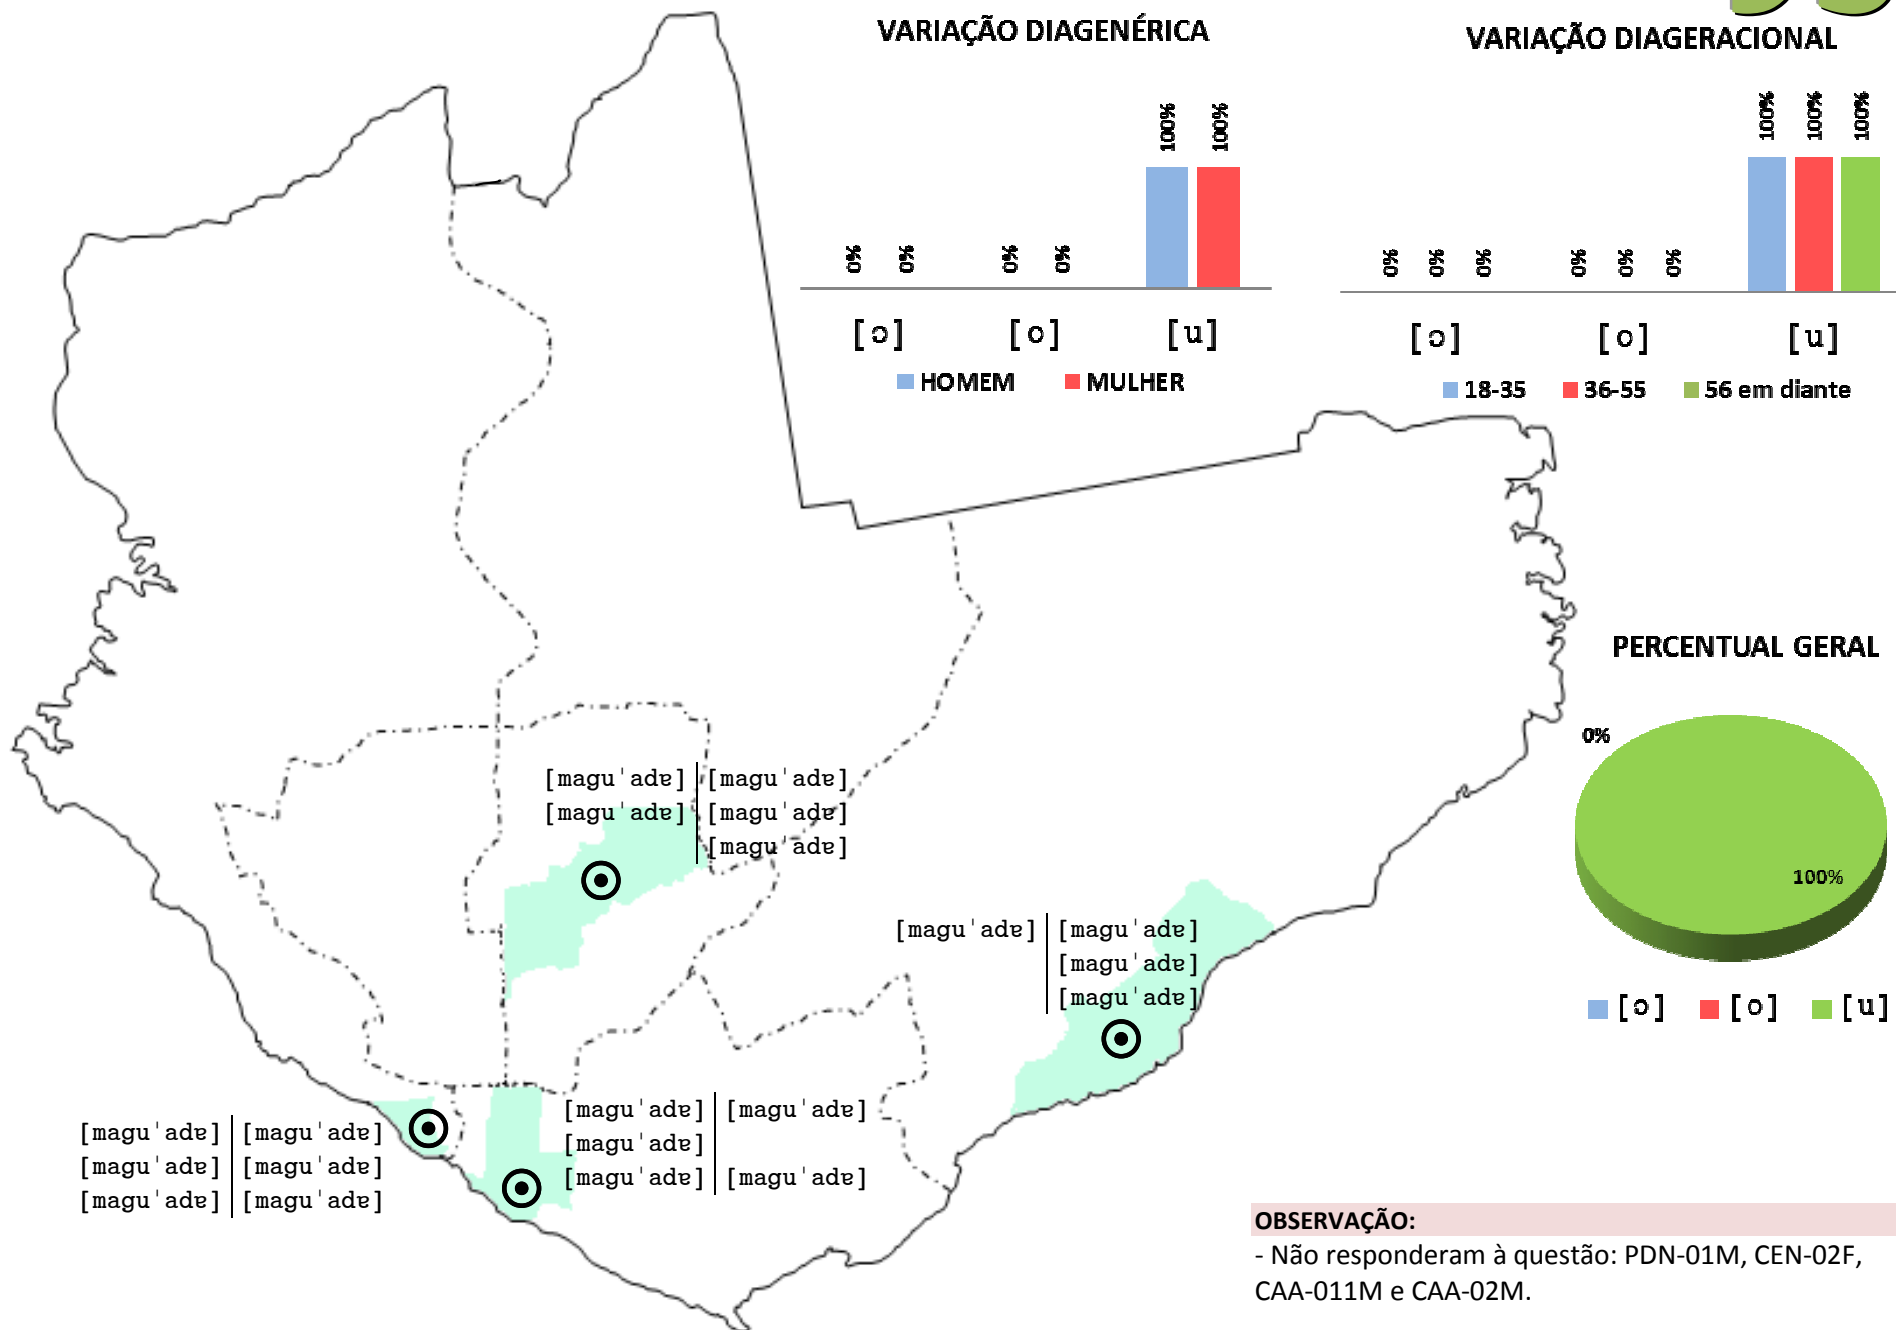 VARIAÇÃO DIAGENÉRICA
100% 100%
0% 0% 0% 0%
[ɔ] [o] [u]
HOMEM MULHER
VARIAÇÃO DIAGERACIONAL
100% 100% 100%
0% 0% 0% 0% 0% 0%
[ɔ] [o] [u]
18-35 36-55 56 em diante
PERCENTUAL GERAL
0%
100%
[ɔ] [o] [u]
[maguˈadɐ] [maguˈadɐ]
[maguˈadɐ] [maguˈadɐ]
[maguˈadɐ]
[maguˈadɐ] [maguˈadɐ]
[maguˈadɐ]
[maguˈadɐ]
[maguˈadɐ] [maguˈadɐ]
[maguˈadɐ]
[maguˈadɐ] [maguˈadɐ]
[maguˈadɐ] [maguˈadɐ]
[maguˈadɐ] [maguˈadɐ]
[maguˈadɐ] [maguˈadɐ]
OBSERVAÇÃO:
- Não responderam à questão: PDN-01M, CEN-02F,
CAA-011M e CAA-02M.